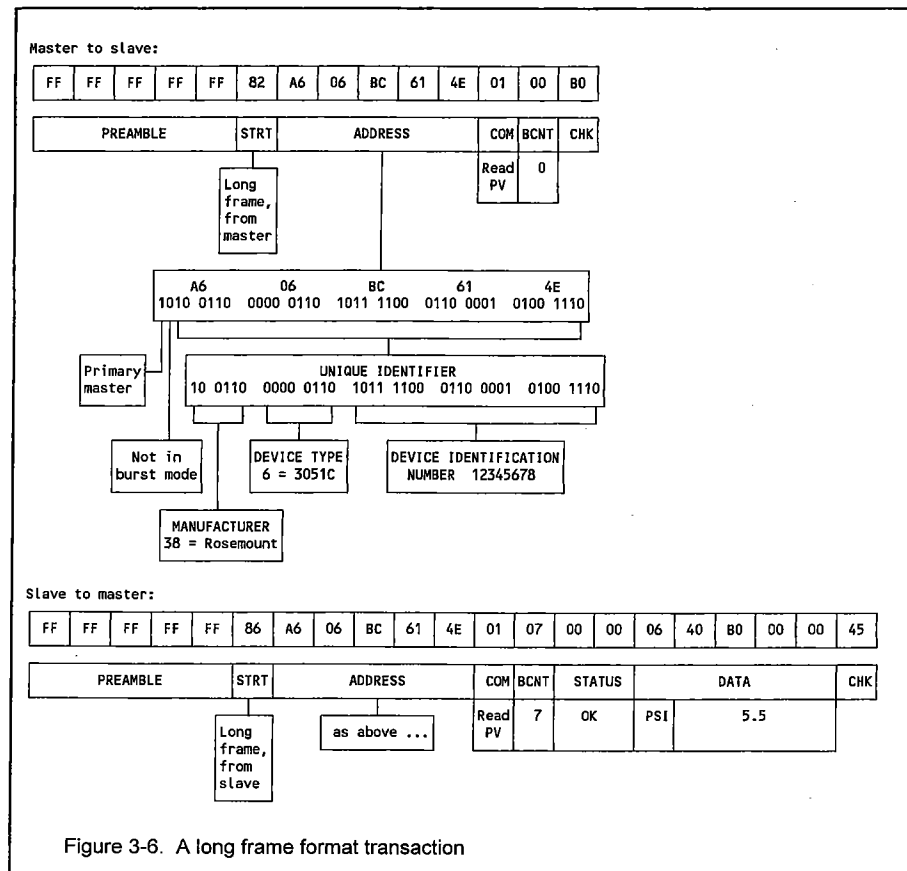 Master to slave:
FF FF FF FF FF 82 A6 06 BC 61 4E 01 00 B0
PREAMBLE STRT ADDRESS COM BCNT CHK
Long frame, from master
Read PV
0
A6 06 BC 61 4E
1010 0110 0000 0110 1011 1100 0110 0001 0100 1110
Primary master
UNIQUE IDENTIFIER
10 0110 0000 0110 1011 1100 0110 0001 0100 1110
Not in burst mode
DEVICE TYPE
6 = 3051C
DEVICE IDENTIFICATION
NUMBER 12345678
MANUFACTURER
38 = Rosemount
Slave to master:
FF FF FF FF FF 86 A6 06 BC 61 4E 01 07 00 00 06 40 B0 00 00 45
PREAMBLE STRT ADDRESS COM BCNT STATUS DATA CHK
Long frame, from slave
as above ...
Read PV
7 OK PSI 5.5
Figure 3-6. A long frame format transaction